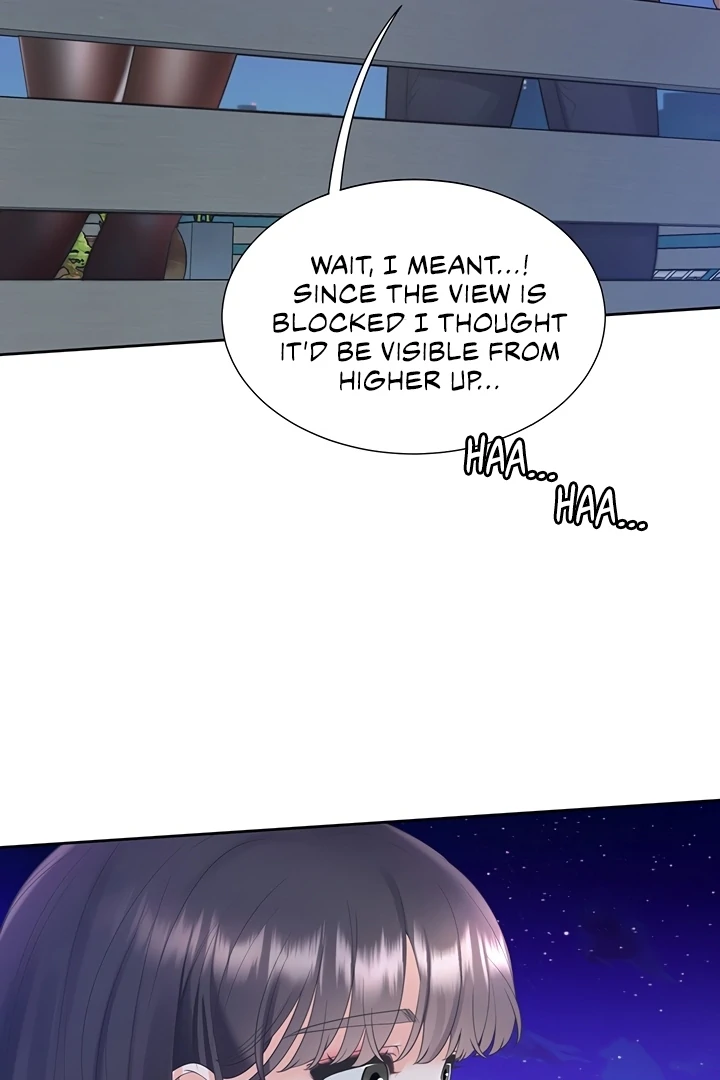 WAIT, I MEANT...!
SINCE THE VIEW IS
BLOCKED I THOUGHT
IT'D BE VISIBLE FROM
HIGHER UP...
HAA...
HAA...